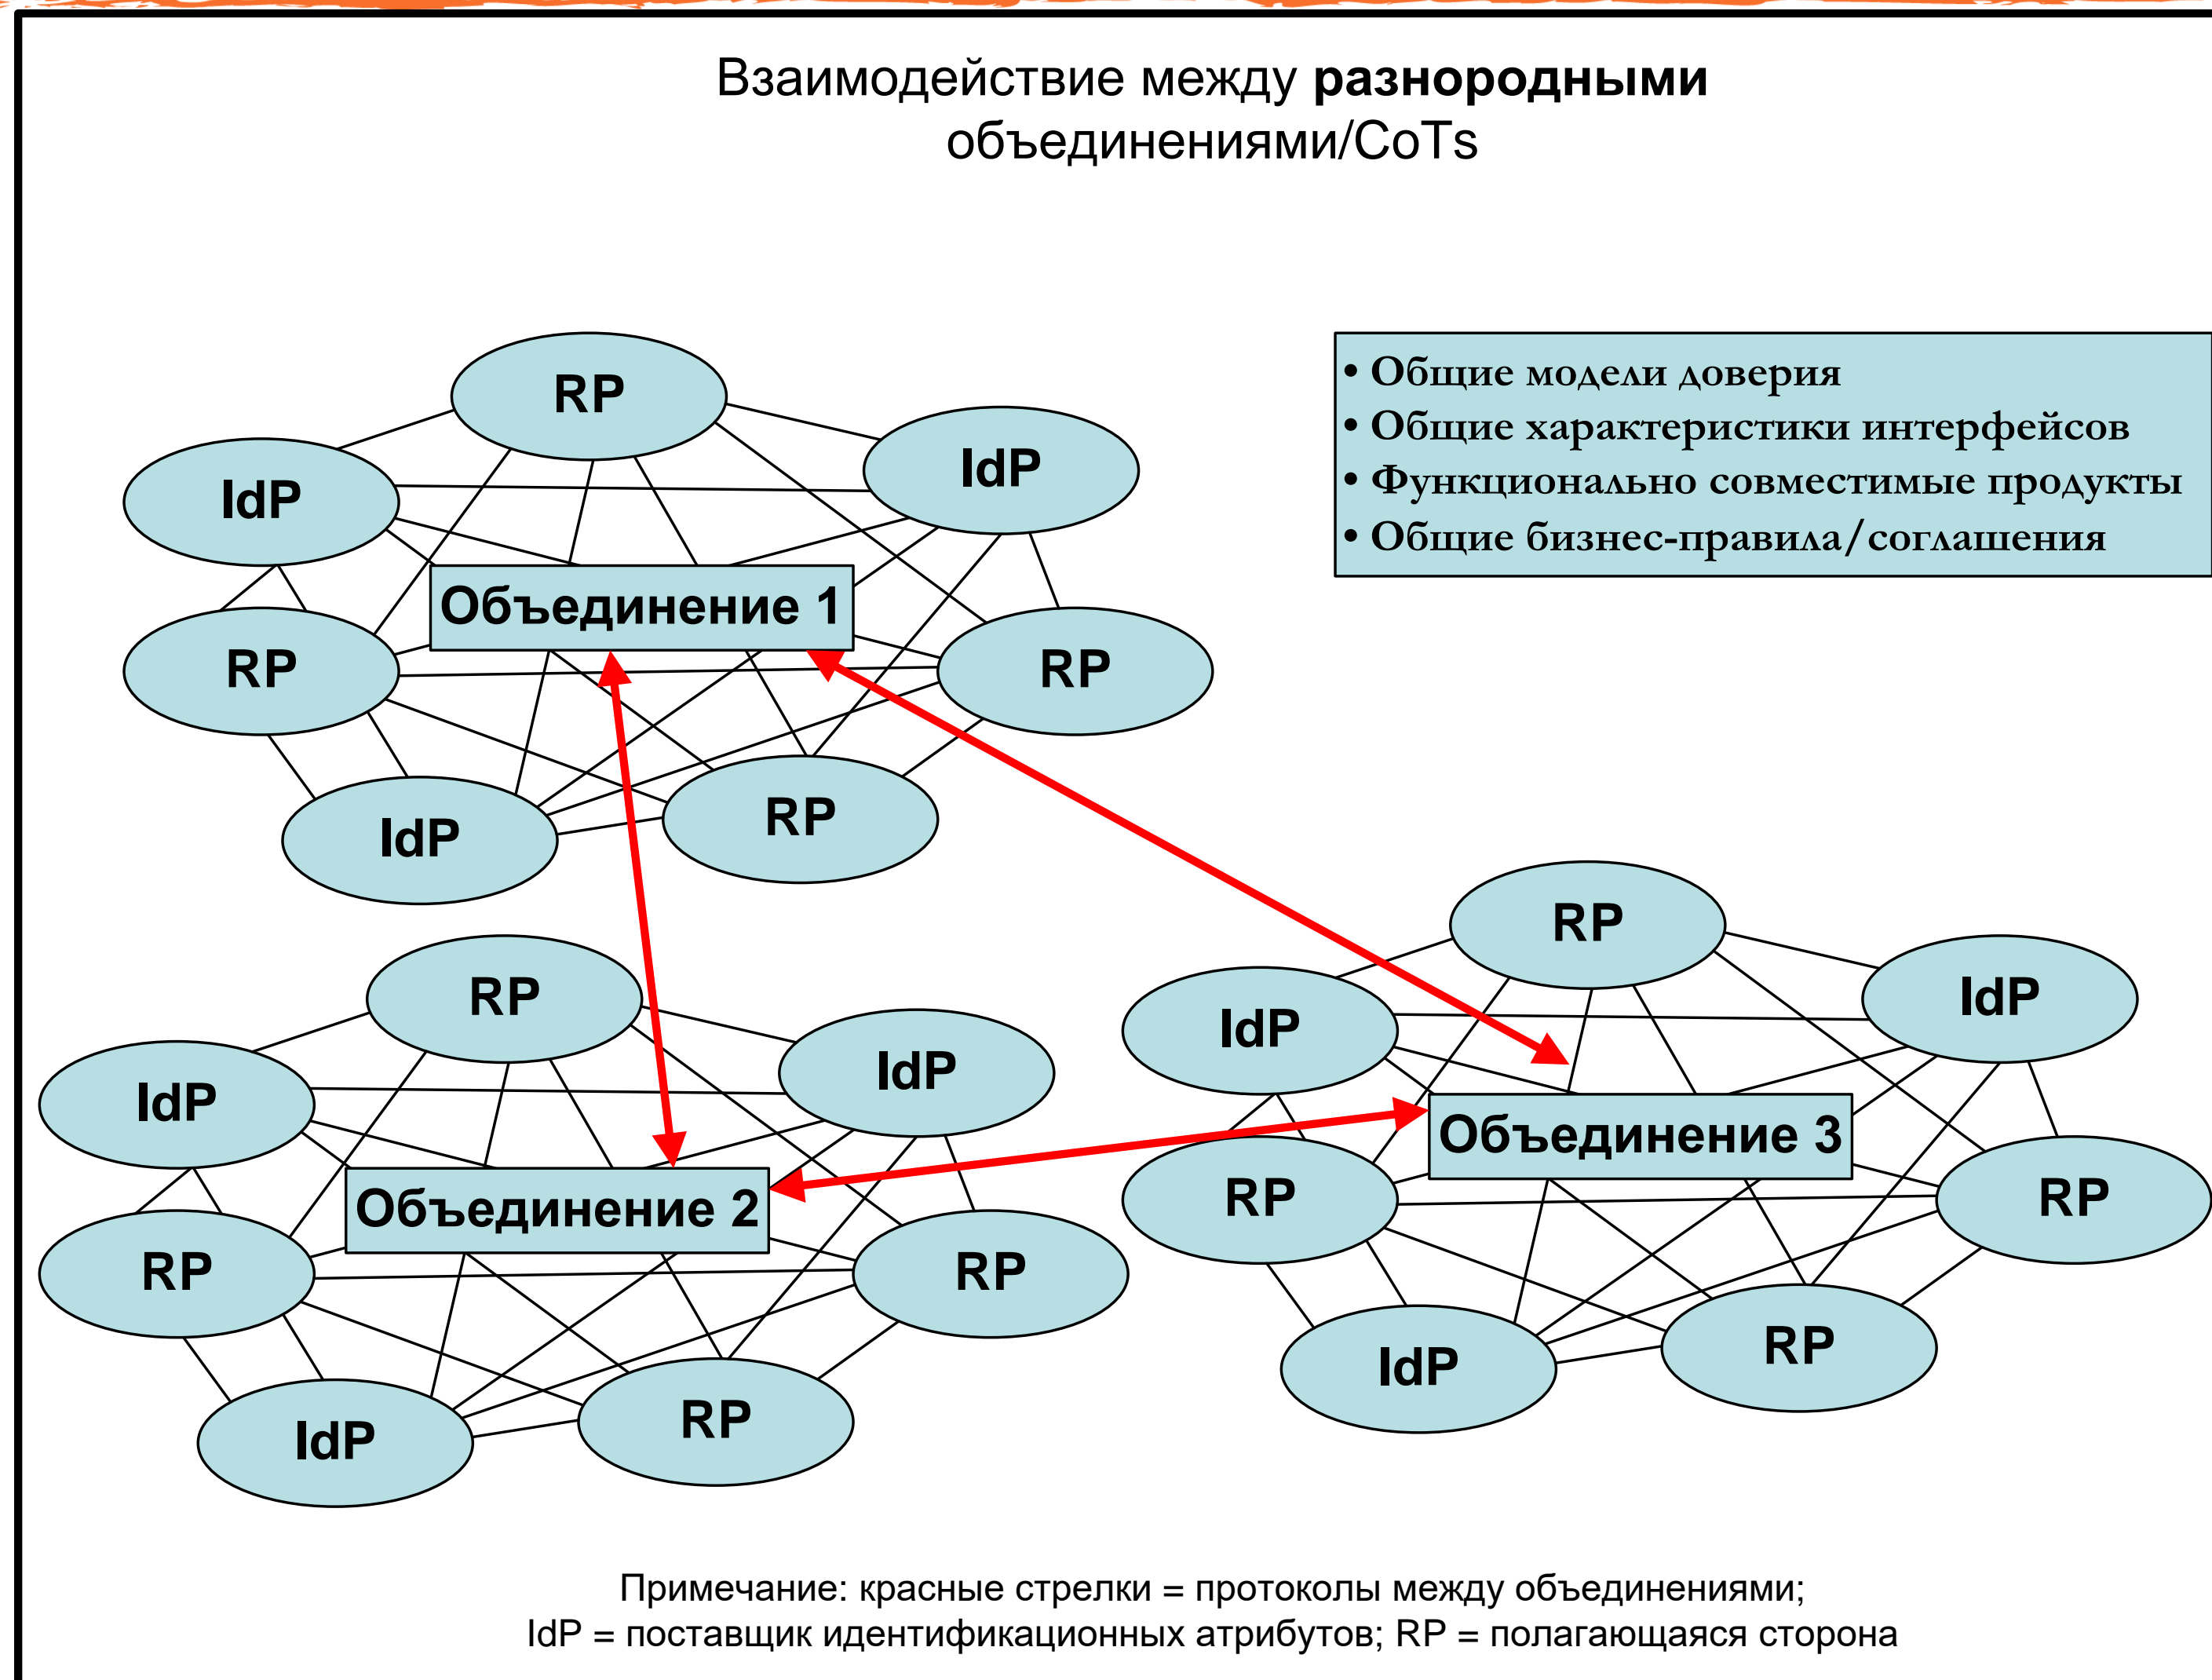 Взаимодействие между разнородными
объединениями/CoTs
• Общие модели доверия
• Общие характеристики интерфейсов
• Функционально совместимые продукты
• Общие бизнес-правила/соглашения
RP
IdP
IdP
Объединение 1
RP
RP
RP
IdP
RP
IdP
IdP
Объединение 2
RP
RP
RP
IdP
RP
IdP
IdP
Объединение 3
RP
RP
RP
IdP
Примечание: красные стрелки = протоколы между объединениями;
IdP = поставщик идентификационных атрибутов; RP = полагающаяся сторона